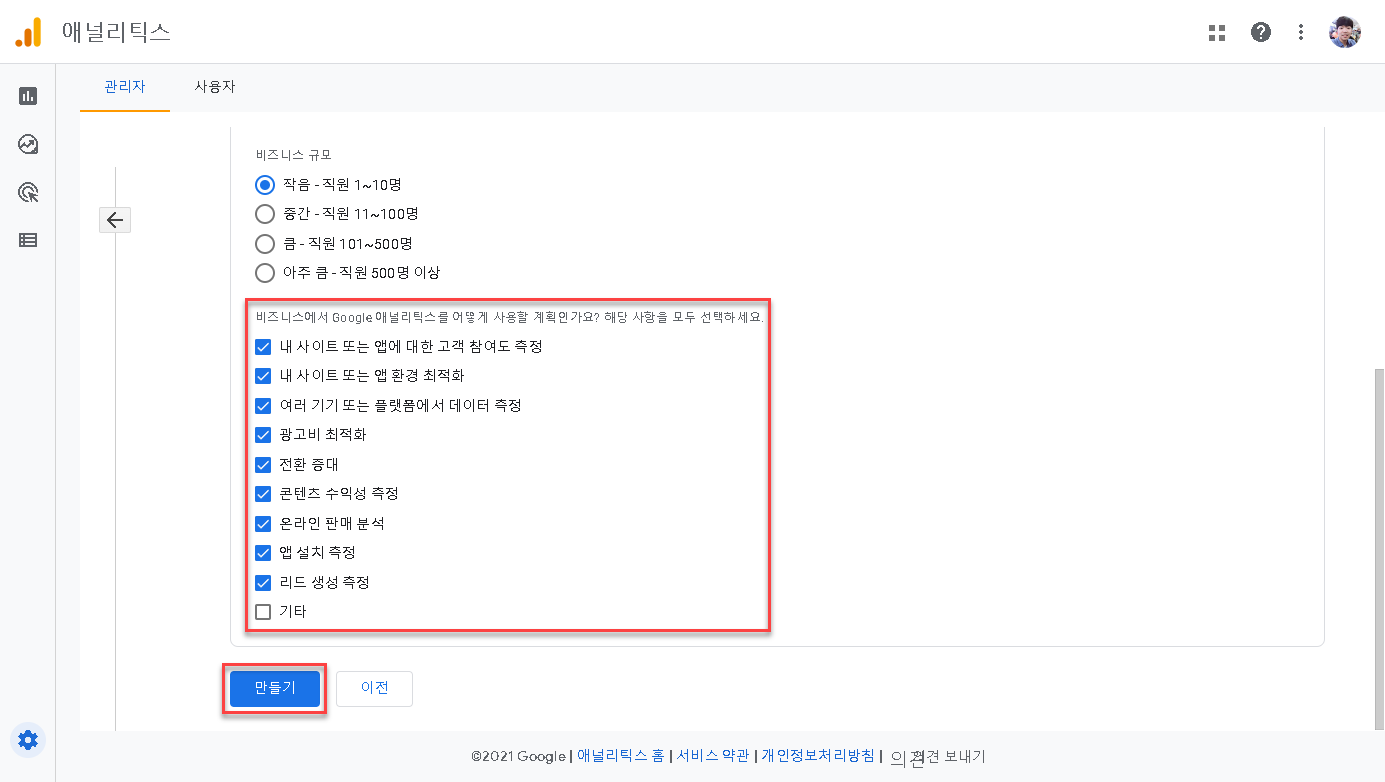 애널리틱스
관리자 사용자
비즈니스 규모
작음 - 직원 1~10명
중간 - 직원 11~100명
큼 - 직원 101~500명
아주 큼 - 직원 500명 이상
비즈니스에서 Google 애널리틱스를 어떻게 사용할 계획인가요? 해당 사항을 모두 선택하세요.
내 사이트 또는 앱에 대한 고객 참여도 측정
내 사이트 또는 앱 환경 최적화
여러 기기 또는 플랫폼에서 데이터 측정
광고비 최적화
전환 증대
콘텐츠 수익성 측정
온라인 판매 분석
앱 설치 측정
리드 생성 측정
기타
만들기 이전
©2021 Google | 애널리틱스 홈 | 서비스 약관 | 개인정보처리방침 | 의견 보내기